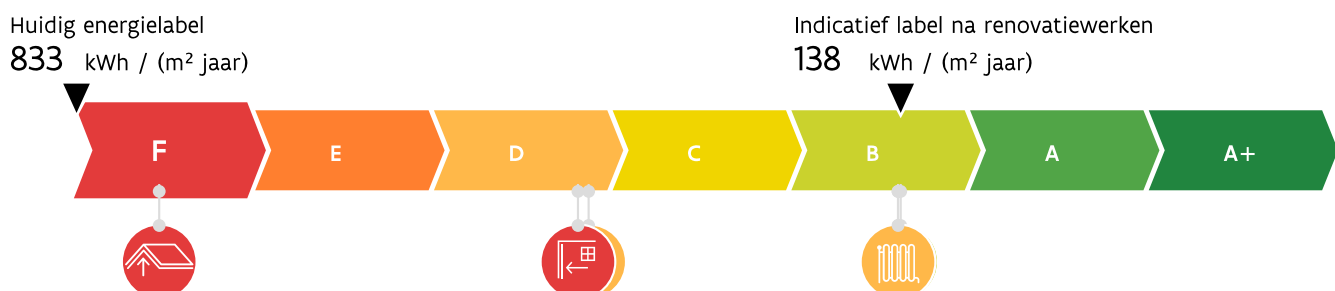 Huidig energielabel
833 kWh / (m² jaar)
Indicatief label na renovatiewerken
138 kWh / (m² jaar)
F E D C B A A+